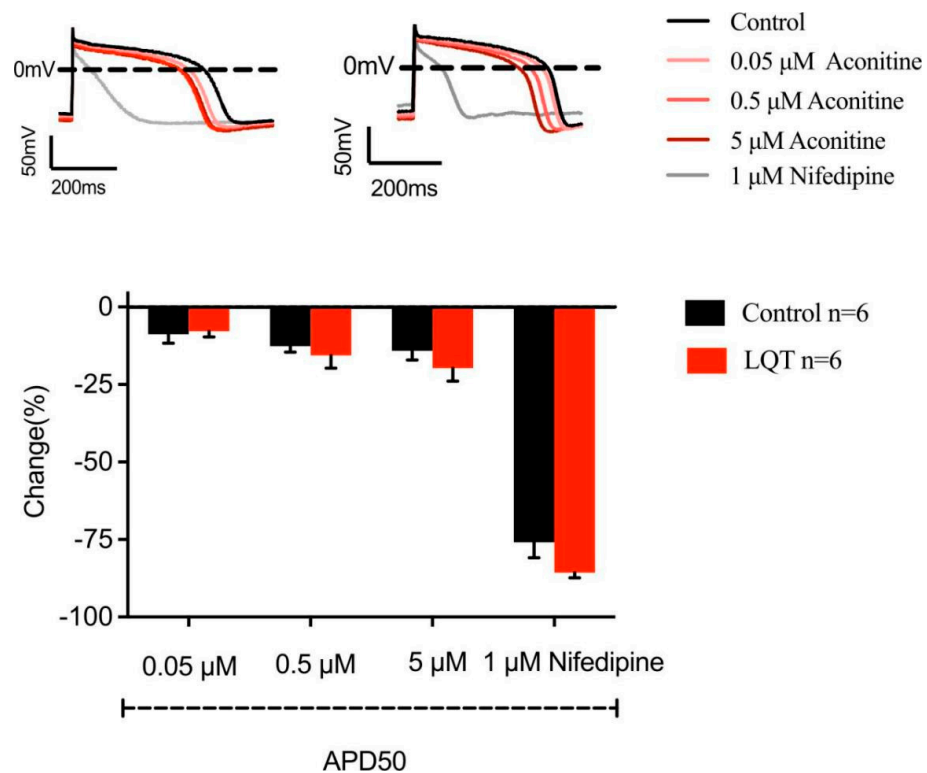 0mV
50mV
200ms
0mV
50mV
200ms
Control
0.05 μM Aconitine
0.5 μM Aconitine
5 μM Aconitine
1 μM Nifedipine
0
-25
-50
-75
-100
Change(%)
Control n=6
LQT n=6
0.05 μM
0.5 μM
5 μM
1 μM Nifedipine
APD50